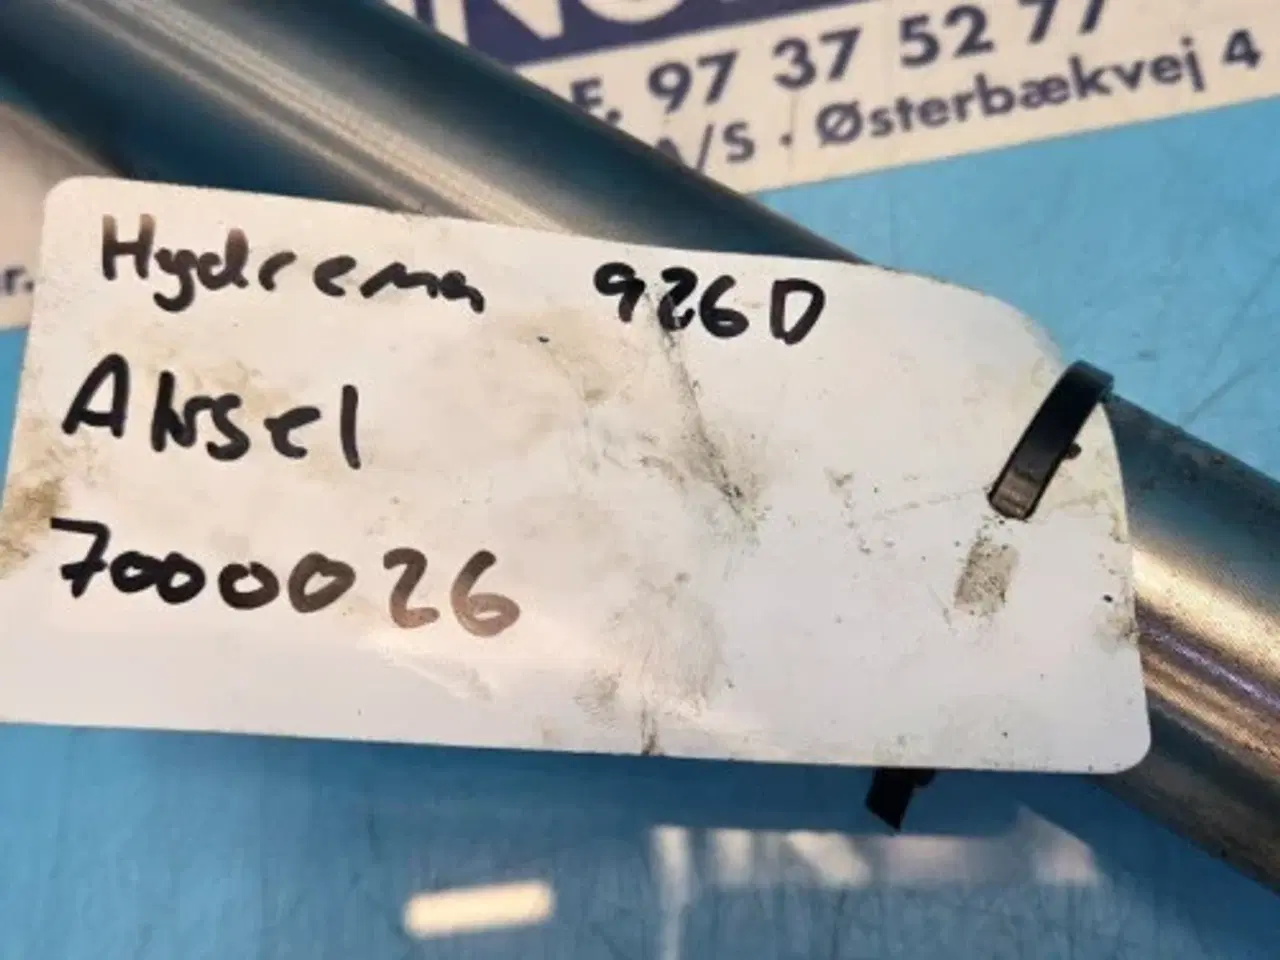 97 37 52 77
A/S · Østerbækvej 4
Hydrema 926D
Aksel
7000026